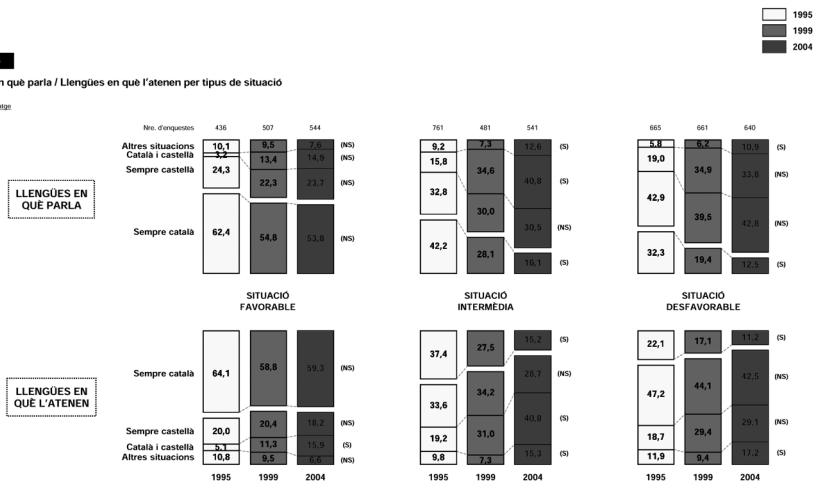 1995
1999
2004
n què parla / Llengües en què l'atenen per tipus de situació
Nre. d'enquestes 436 507 544 761 481 541 665 661 640
Altres situacions 10,1 9,5 7,6 (NS) 9,2 7,3 12,6 (S) 5,8 6,2 10,9 (S)
Català i castellà 3,2 13,4 14,9 (NS) 15,8 34,6 40,8 (S) 19,0 34,9 33,8 (NS)
Sempre castellà 24,3 22,3 23,7 (NS) 32,8 30,0 30,5 (NS) 42,9 39,5 42,8 (NS)
LLENGÜES EN
QUÈ PARLA
Sempre català 62,4 54,8 53,8 (NS) 42,2 28,1 16,1 (S) 32,3 19,4 12,5 (S)
SITUACIÓ
FAVORABLE
SITUACIÓ
INTERMÈDIA
SITUACIÓ
DESFAVORABLE
Sempre català 64,1 58,8 59,3 (NS) 37,4 27,5 15,2 (S) 22,1 17,1 11,2 (S)
LLENGÜES EN
QUÈ L'ATENEN
Sempre castellà 20,0 20,4 18,2 (NS) 33,6 34,2 28,7 (NS) 47,2 44,1 42,5 (NS)
Català i castellà 5,1 11,3 15,9 (S) 19,2 31,0 40,8 (S) 18,7 29,4 29,1 (NS)
Altres situacions 10,8 9,5 6,6 (NS) 9,8 7,3 15,3 (S) 11,9 9,4 17,2 (S)
1995 1999 2004 1995 1999 2004 1995 1999 2004